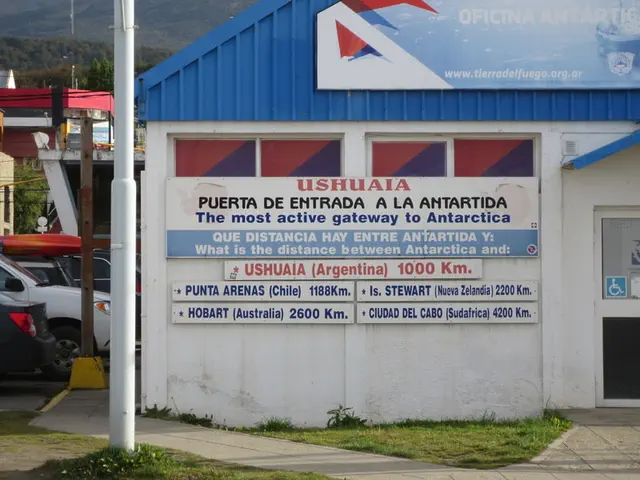 OFICINA ANTÁRTIC
www.tierradelfuego.org.ar
USHUAIA
PUERTA DE ENTRADA A LA ANTARTIDA
The most active gateway to Antarctica
QUE DISTANCIA HAY ENTRE ANTARTIDA Y:
What is the distance between Antarctica and:
★ USHUAIA (Argentina) 1000 Km.
★ PUNTA ARENAS (Chile) 1188Km.
★ Is. STEWART (Nueva Zelandia) 2200 Km.
★ HOBART (Australia) 2600 Km.
★ CIUDAD DEL CABO (Sudafrica) 4200 Km.